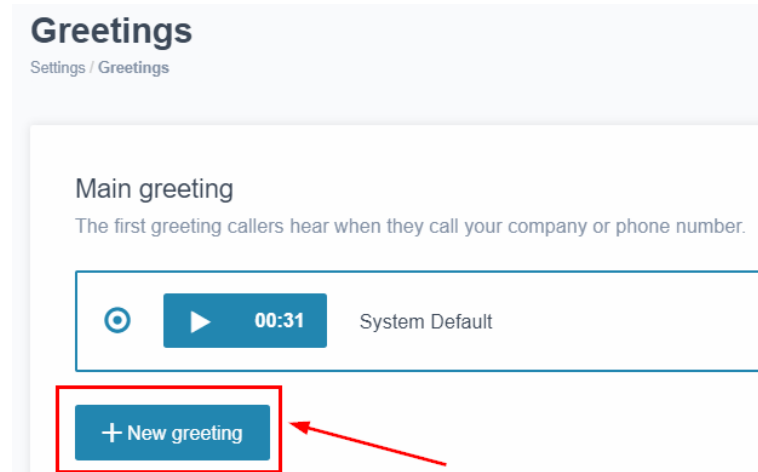 Greetings
Settings / Greetings
Main greeting
The first greeting callers hear when they call your company or phone number.
00:31 System Default
+ New greeting